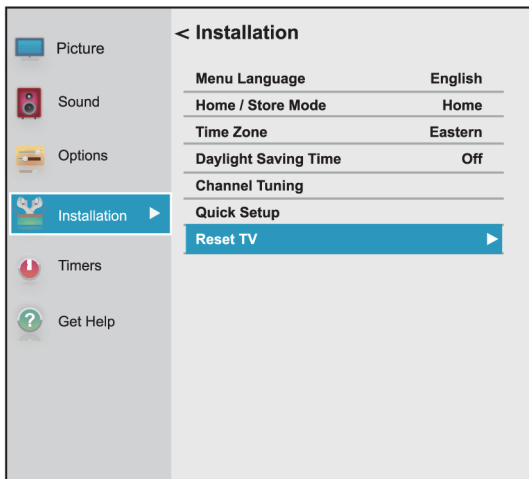 Picture
Sound
Options
Installation
Timers
Get Help
< Installation
Menu Language English
Home / Store Mode Home
Time Zone Eastern
Daylight Saving Time Off
Channel Tuning
Quick Setup
Reset TV